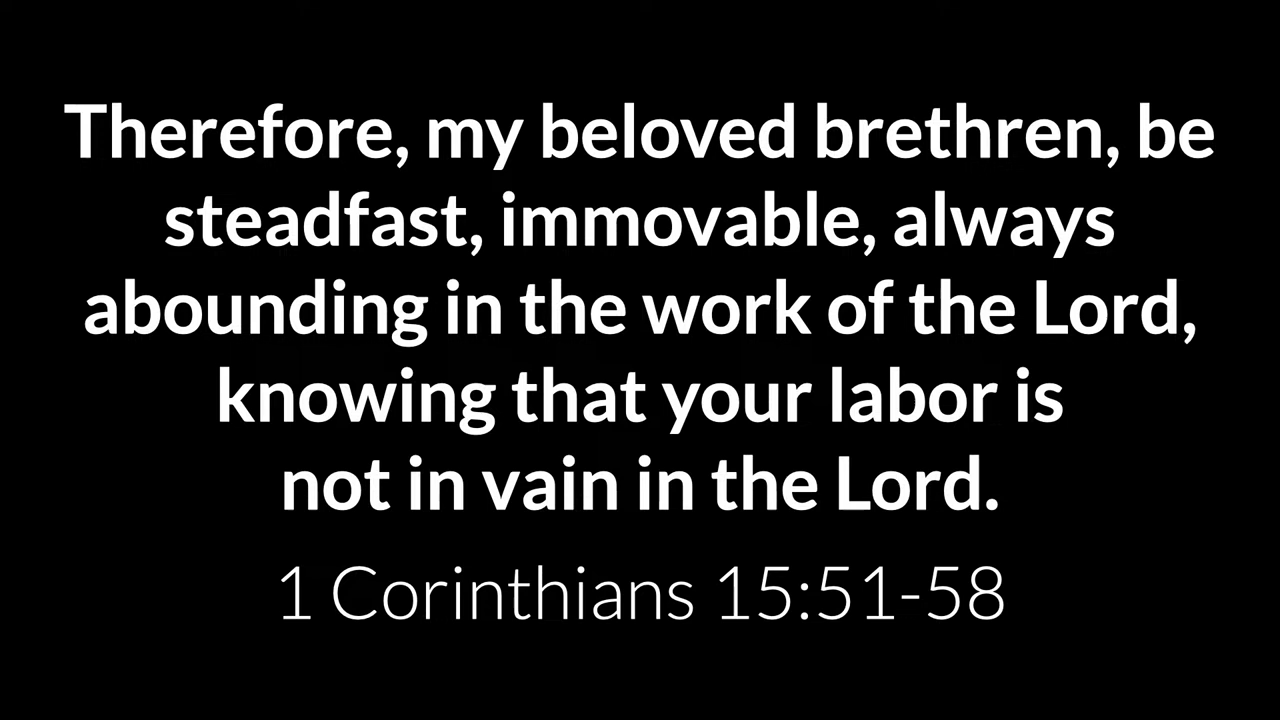 Therefore, my beloved brethren, be
steadfast, immovable, always
abounding in the work of the Lord,
knowing that your labor is
not in vain in the Lord.
1 Corinthians 15:51-58